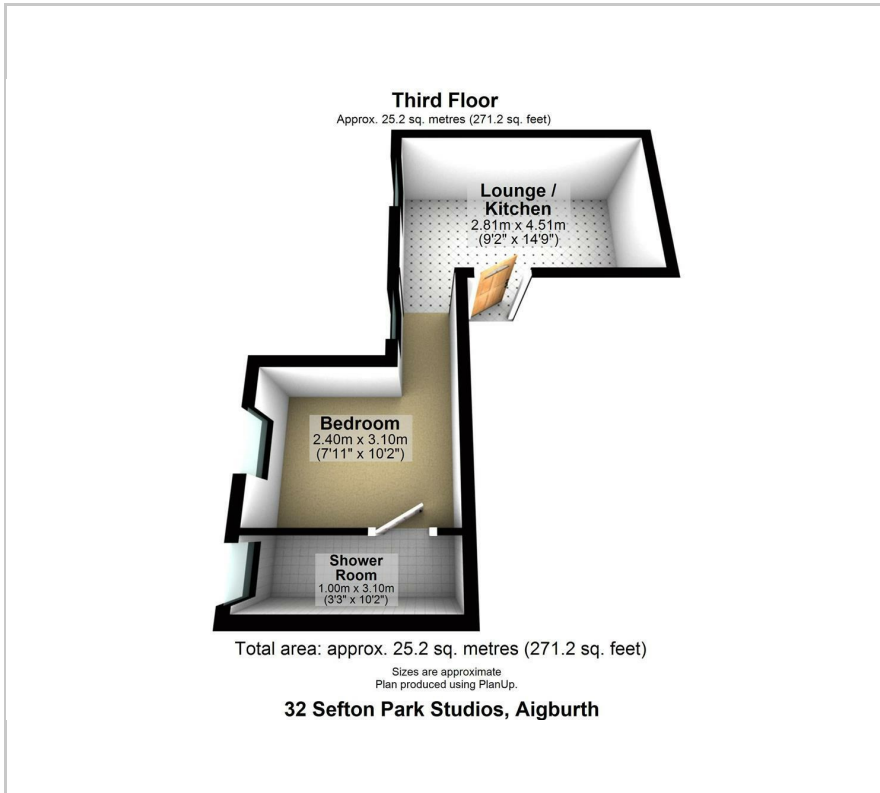 Third Floor
Approx. 25.2 sq. metres (271.2 sq. feet)
Lounge /
Kitchen
2.81m x 4.51m
(9'2" x 14'9")
Bedroom
2.40m x 3.10m
(7'11" x 10'2")
Shower
Room
1.00m x 3.10m
(3'3" x 10'2")
Total area: approx. 25.2 sq. metres (271.2 sq. feet)
Sizes are approximate
Plan produced using PlanUp.
32 Sefton Park Studios, Aigburth